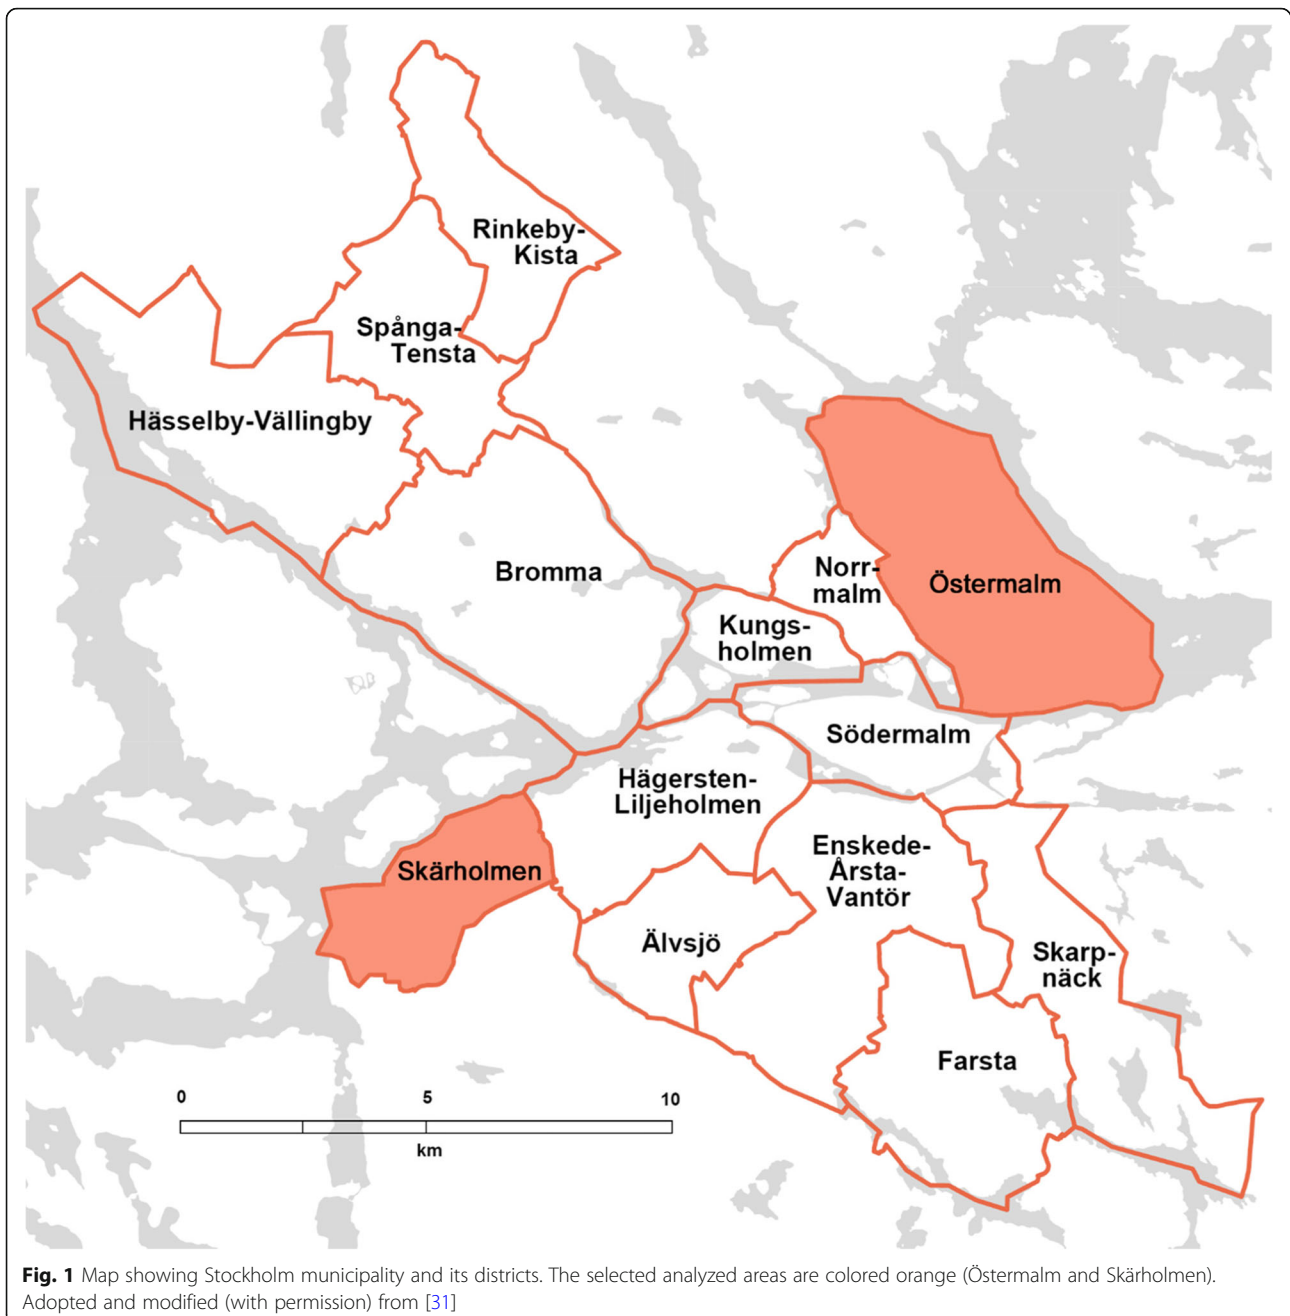 Rinkeby-
Kista
Spånga-
Tensta
Hässelby-Vällingby
Bromma
Norr-
malm
Östermalm
Kungs-
holmen
Södermalm
Hägersten-
Liljeholmen
Skärholmen
Enskede-
Årsta-
Vantör
Älvsjö
Skarp-
näck
Farsta
0 5 10
km
Fig. 1 Map showing Stockholm municipality and its districts. The selected analyzed areas are colored orange (Östermalm and Skärholmen).
Adopted and modified (with permission) from [31]